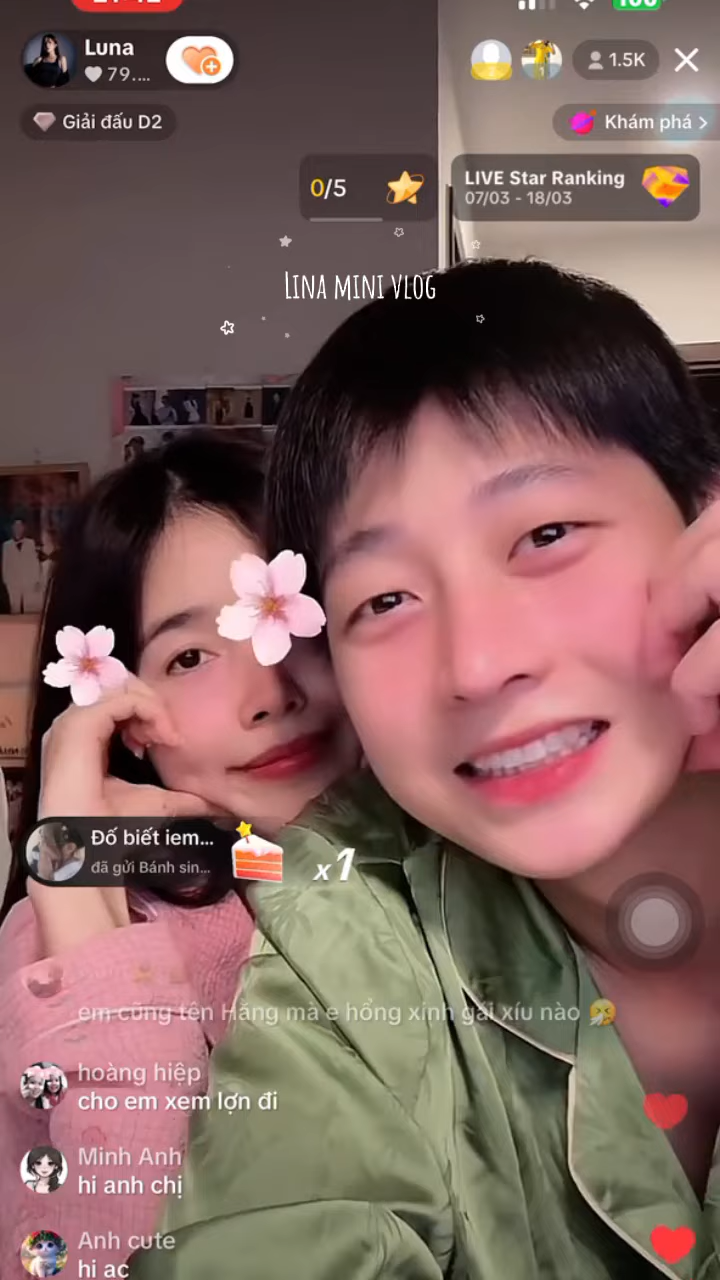 Luna
79....
1.5K
Giải đấu D2
Khám phá >
0/5
LIVE Star Ranking
07/03 - 18/03
LINA MINI VLOG
Đố biết iem...
đã gửi Bánh sin...
x1
em cũng tên Hằng mà e hổng xinh gái xíu nào 🤧
hoàng hiệp
cho em xem lợn đi
Minh Anh
hi anh chị
Anh cute
hi ac